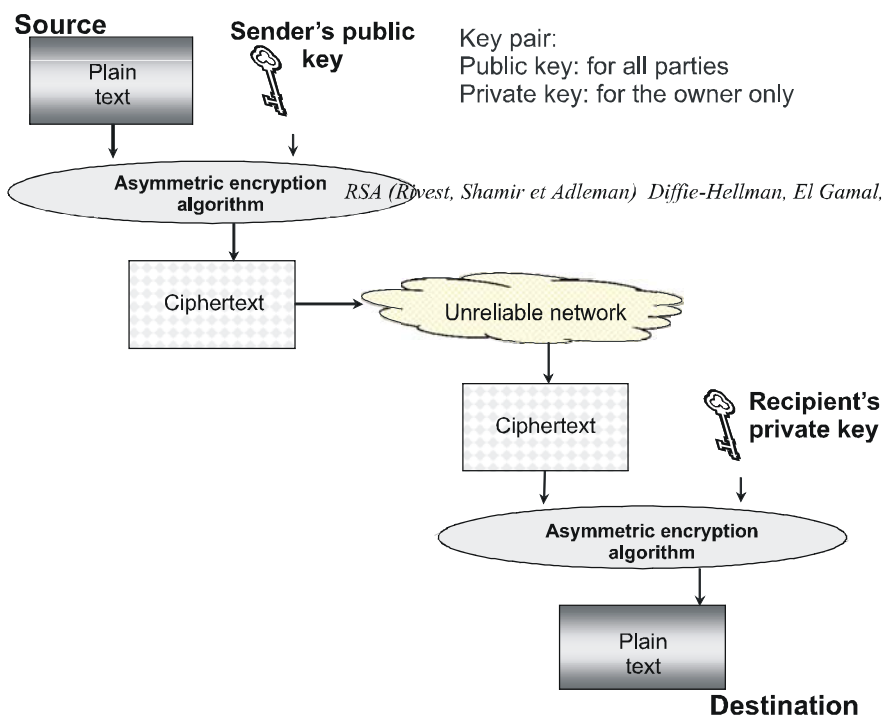 Source
Sender's public
key
Key pair:
Public key: for all parties
Private key: for the owner only
Plain
text
Asymmetric encryption
algorithm
RSA (Rivest, Shamir et Adleman) Diffie-Hellman, El Gamal,
Ciphertext
Unreliable network
Ciphertext
Recipient's
private key
Asymmetric encryption
algorithm
Plain
text
Destination